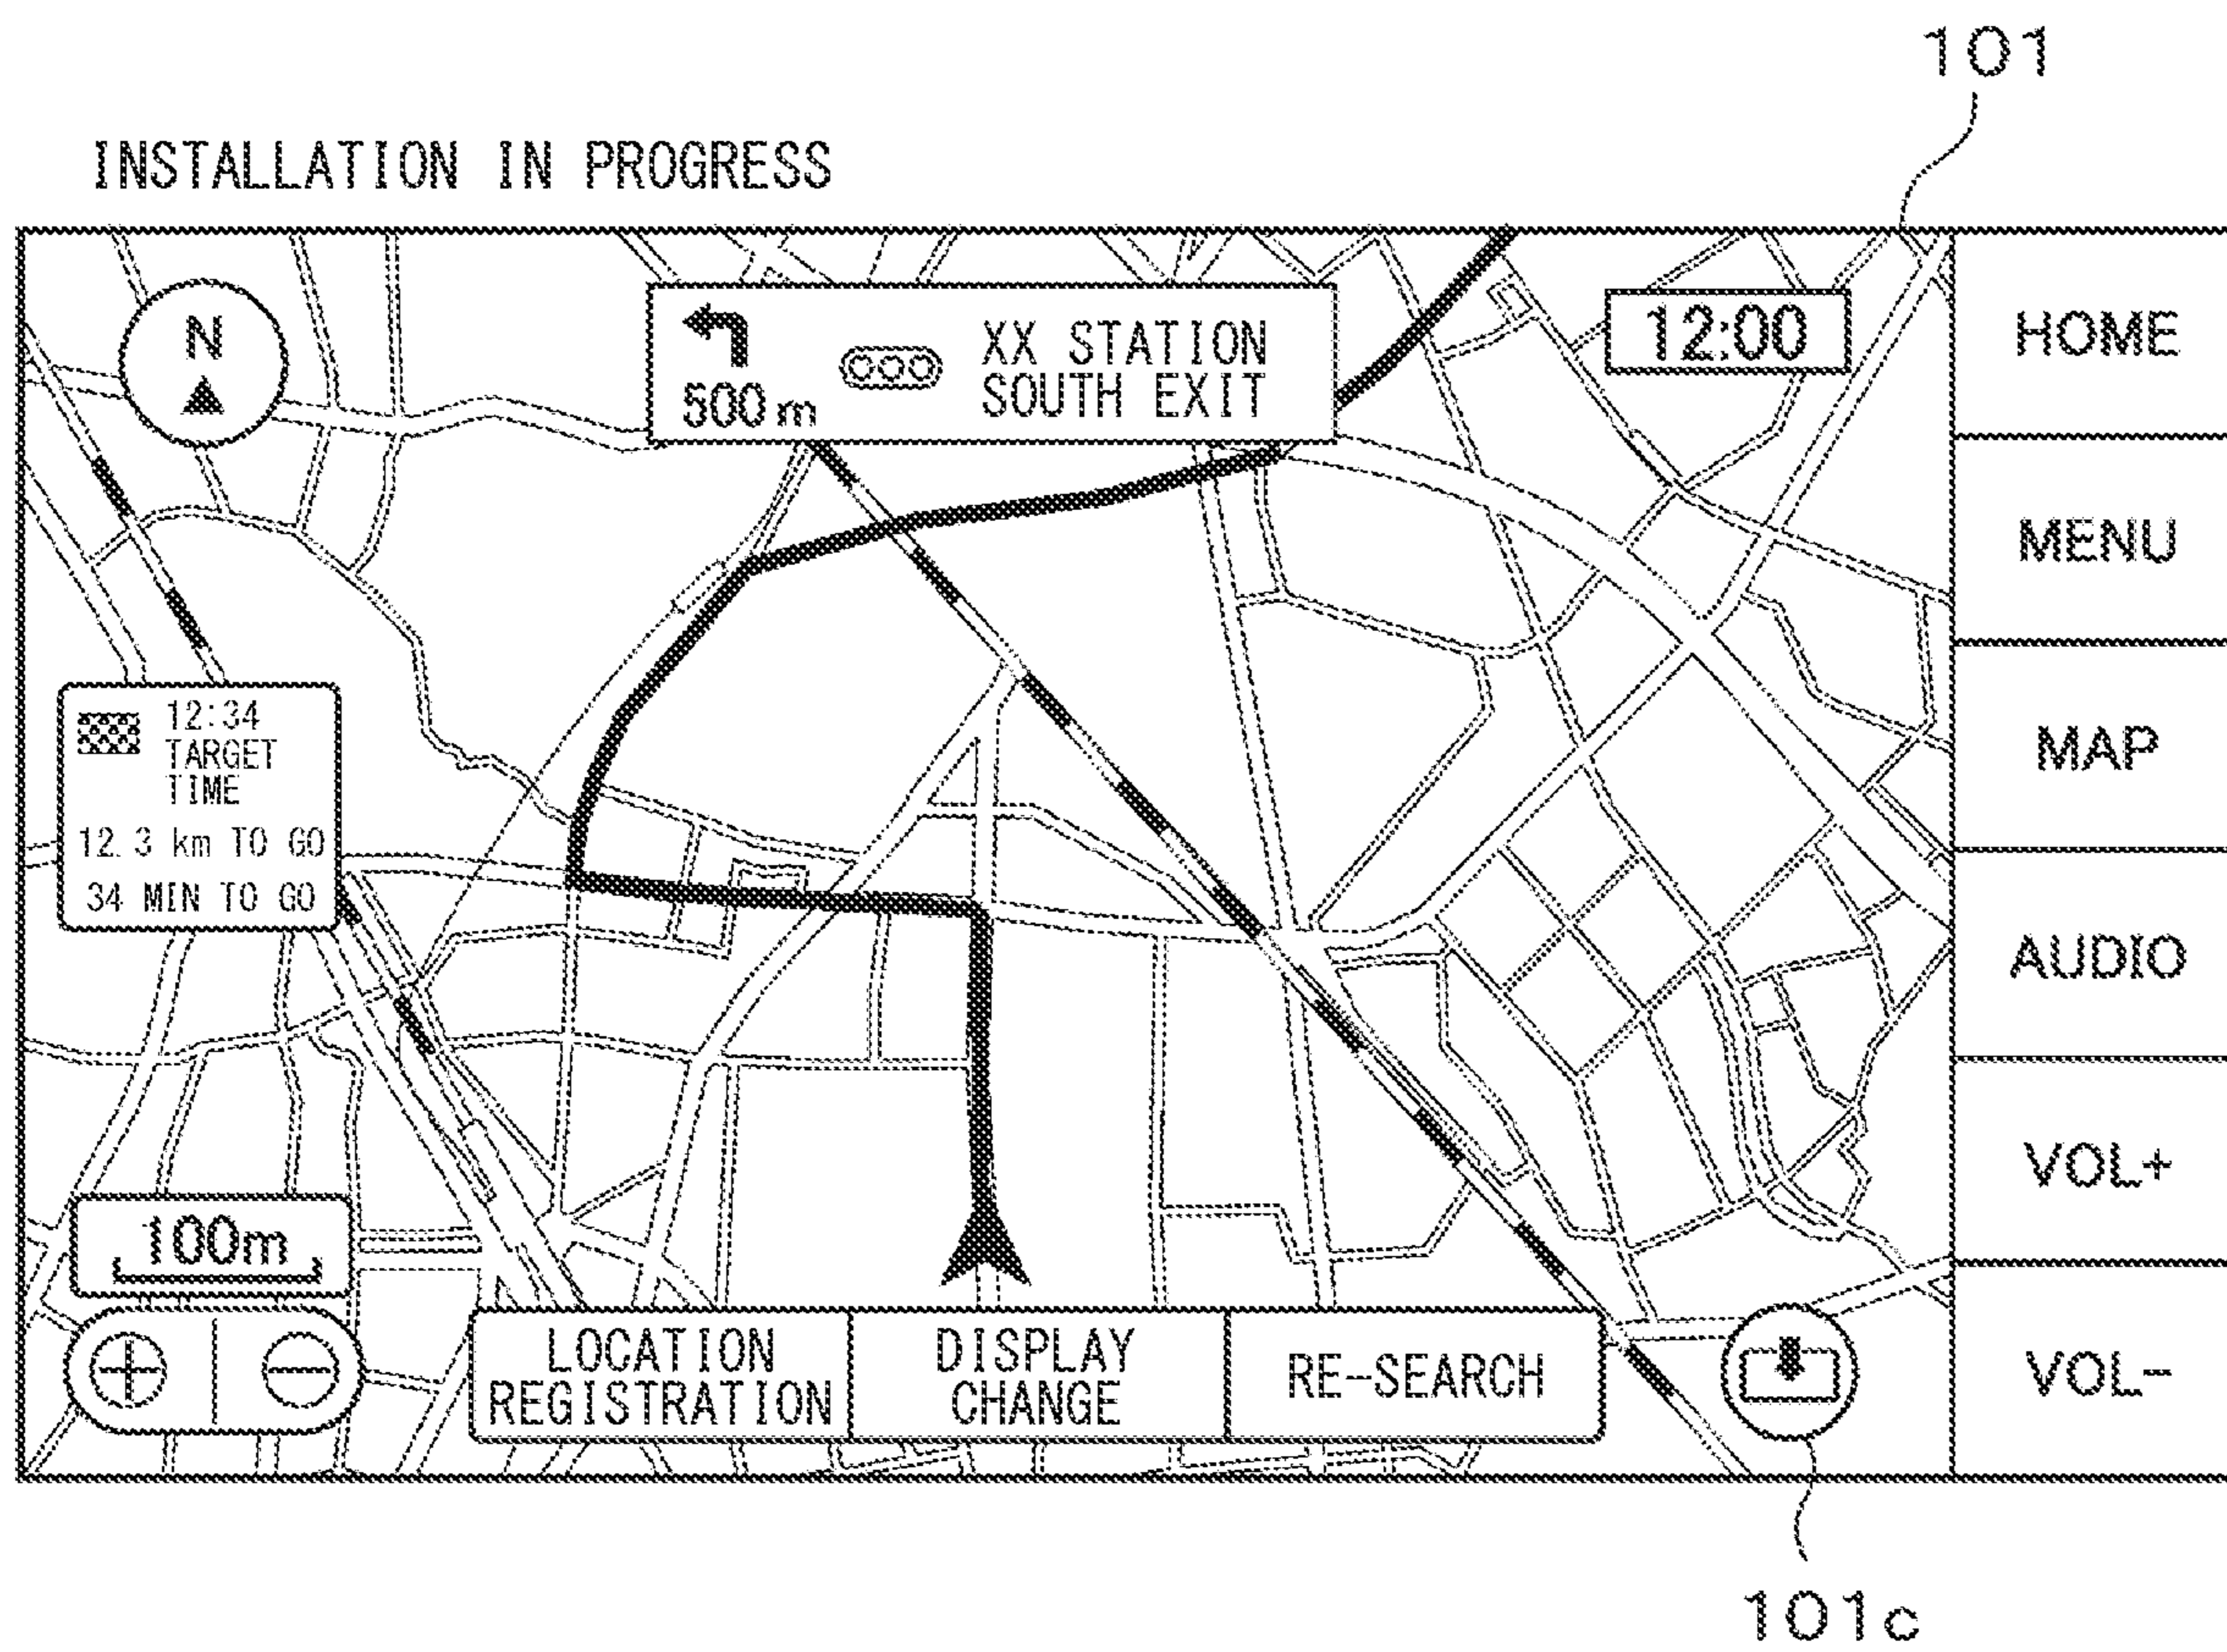 101
INSTALLATION IN PROGRESS
N
500m
XX STATION
SOUTH EXIT
12:00
HOME
MENU
MAP
AUDIO
VOL+
VOL-
12:34
TARGET
TIME
12.3 km TO GO
34 MIN TO GO
100m
LOCATION
REGISTRATION
DISPLAY
CHANGE
RE-SEARCH
101c